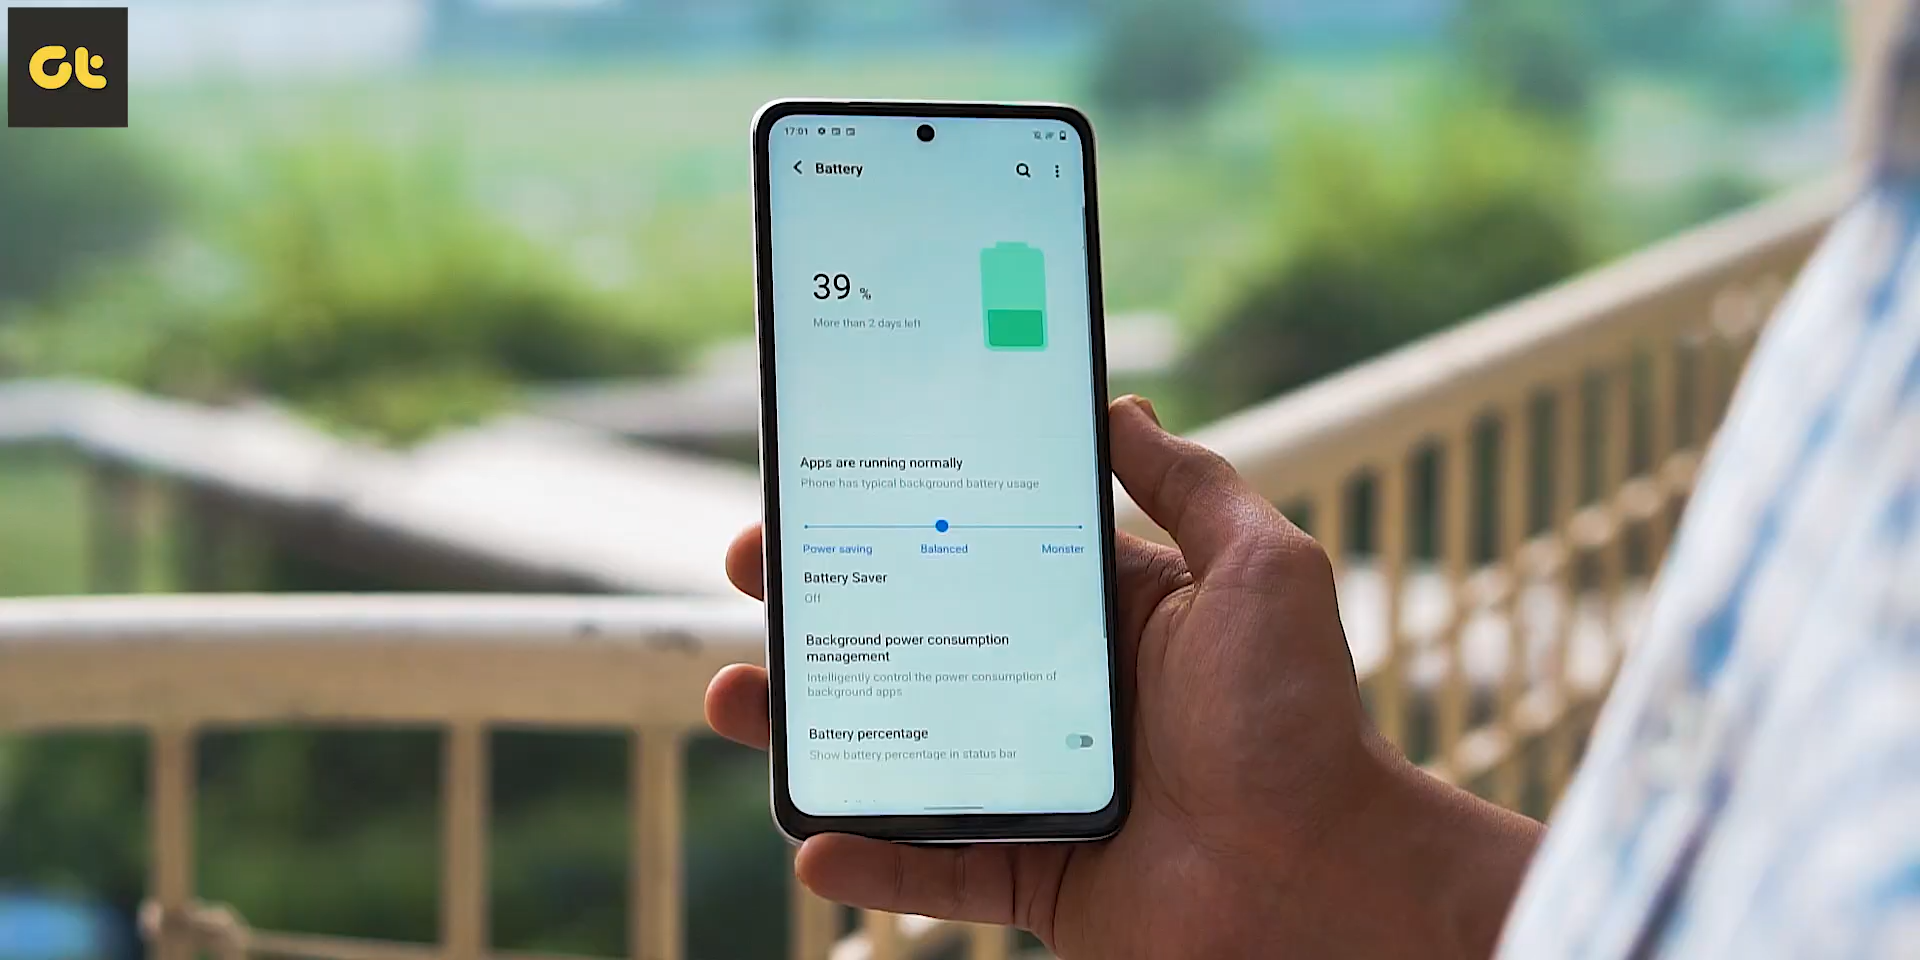 Gt
17:01
Battery
39 %
More than 2 days left
Apps are running normally
Phone has typical background battery usage
Power saving Balanced Monster
Battery Saver
Off
Background power consumption
management
Intelligently control the power consumption of
background apps
Battery percentage
Show battery percentage in status bar